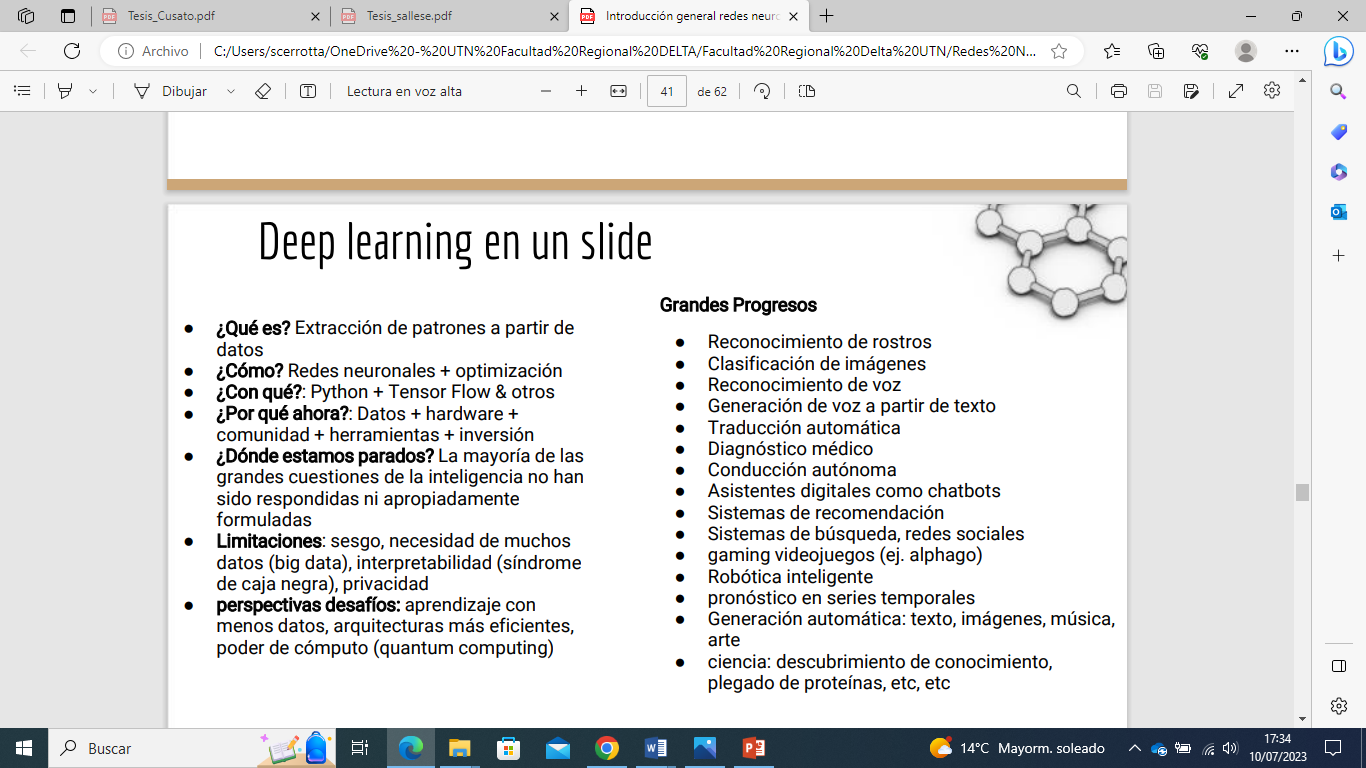 Tesis_Cusato.pdf
Tesis_sallese.pdf
Introducción general redes neuro
Archivo
C:/Users/scerrotta/OneDrive%20-%20UTN%20Facultad%20Regional%20DELTA/Facultad%20Regional%20Delta%20UTN/Redes%20N...
Dibujar
Lectura en voz alta
41
de 62
Deep learning en un slide
● ¿Qué es? Extracción de patrones a partir de
datos
● ¿Cómo? Redes neuronales + optimización
● ¿Con qué?: Python + Tensor Flow & otros
● ¿Por qué ahora?: Datos + hardware +
comunidad + herramientas + inversión
● ¿Dónde estamos parados? La mayoría de las
grandes cuestiones de la inteligencia no han
sido respondidas ni apropiadamente
formuladas
● Limitaciones: sesgo, necesidad de muchos
datos (big data), interpretabilidad (síndrome
de caja negra), privacidad
● perspectivas desafíos: aprendizaje con
menos datos, arquitecturas más eficientes,
poder de cómputo (quantum computing)
Grandes Progresos
● Reconocimiento de rostros
● Clasificación de imágenes
● Reconocimiento de voz
● Generación de voz a partir de texto
● Traducción automática
● Diagnóstico médico
● Conducción autónoma
● Asistentes digitales como chatbots
● Sistemas de recomendación
● Sistemas de búsqueda, redes sociales
● gaming videojuegos (ej. alphago)
● Robótica inteligente
● pronóstico en series temporales
● Generación automática: texto, imágenes, música,
arte
● ciencia: descubrimiento de conocimiento,
plegado de proteínas, etc, etc
Buscar
14°C Mayorm. soleado
17:34
10/07/2023